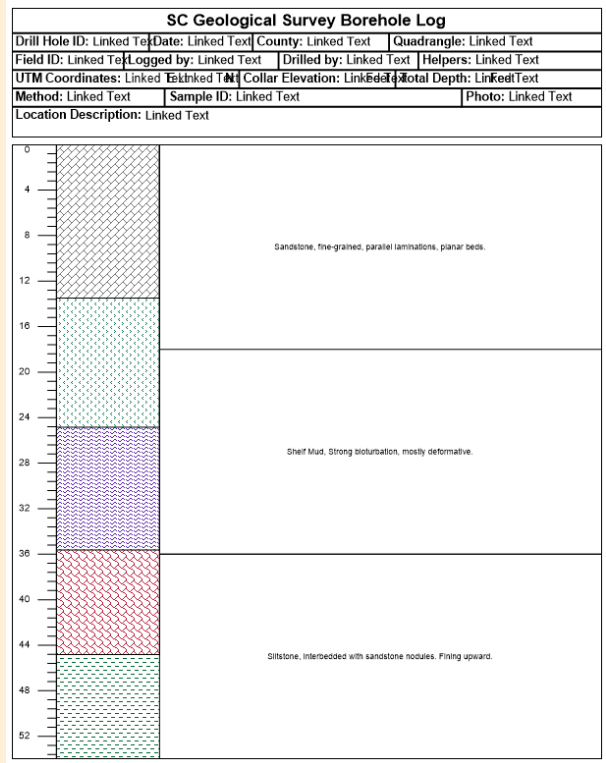 SC Geological Survey Borehole Log
Drill Hole ID: Linked Text Date: Linked Text County: Linked Text Quadrangle: Linked Text
Field ID: Linked Text Logged by: Linked Text Drilled by: Linked Text Helpers: Linked Text
UTM Coordinates: Linked Text E, Linked Text N Collar Elevation: Linked Text Feet Total Depth: Linked Text Feet
Method: Linked Text Sample ID: Linked Text Photo: Linked Text
Location Description: Linked Text
0
4
8
Sandstone, fine-grained, parallel laminations, planar beds.
12
16
20
24
28
Shelf Mud, Strong bioturbation, mostly deformative.
32
36
40
44
Siltstone, interbedded with sandstone nodules. Fining upward.
48
52